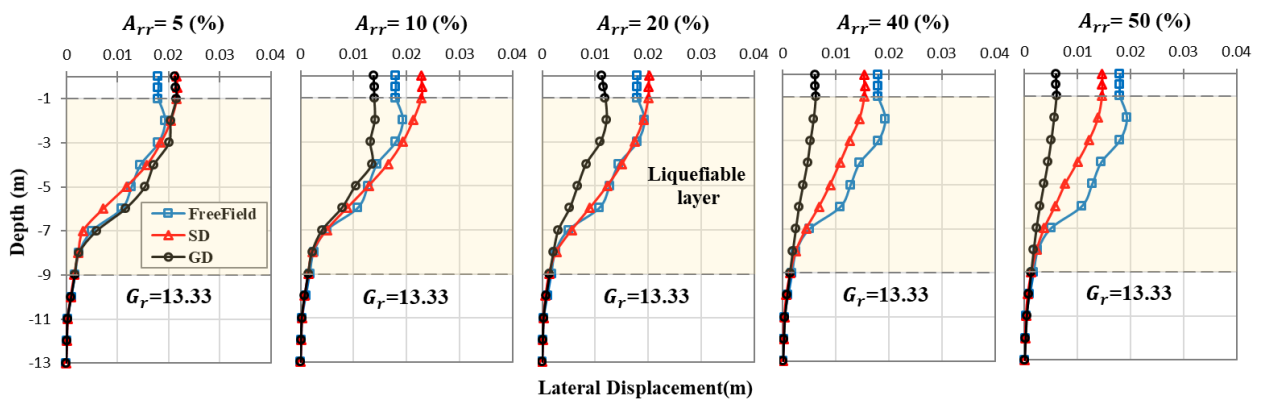 A_rr= 5 (%)
A_rr= 10 (%)
A_rr= 20 (%)
A_rr= 40 (%)
A_rr= 50 (%)
0 0.01 0.02 0.03 0.04
0 0.01 0.02 0.03 0.04
0 0.01 0.02 0.03 0.04
0 0.01 0.02 0.03 0.04
0 0.01 0.02 0.03 0.04
Depth (m)
-1
-3
-5
-7
-9
-11
-13
FreeField
SD
GD
Liquefiable
layer
G_r=13.33
G_r=13.33
G_r=13.33
G_r=13.33
G_r=13.33
Lateral Displacement(m)